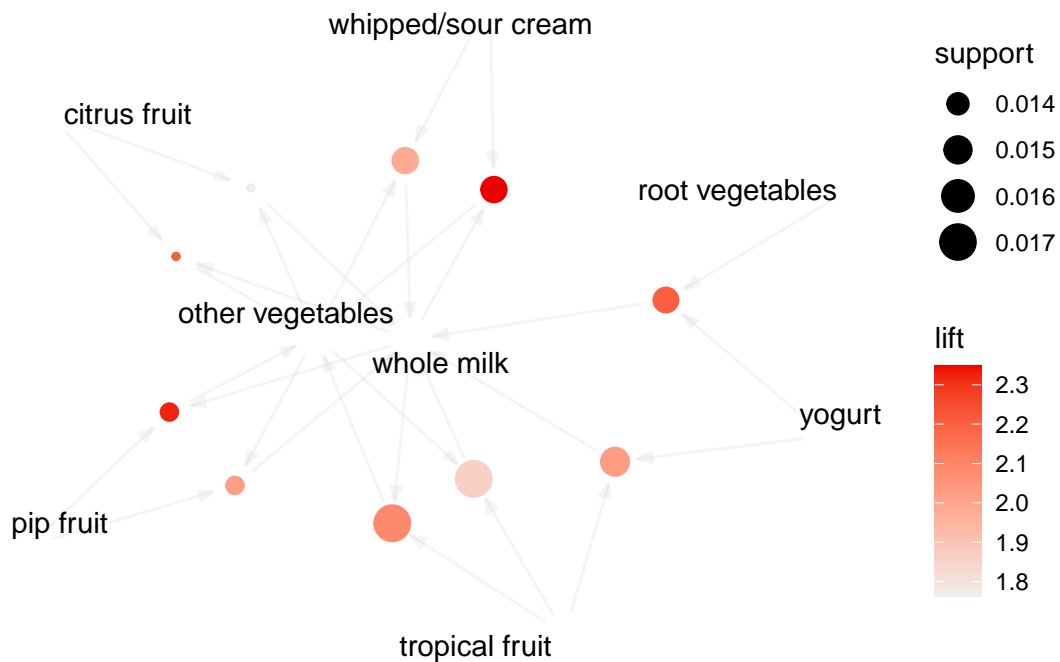 whipped/sour cream
citrus fruit
root vegetables
other vegetables
whole milk
yogurt
pip fruit
tropical fruit
support
0.014
0.015
0.016
0.017
lift
2.3
2.2
2.1
2.0
1.9
1.8